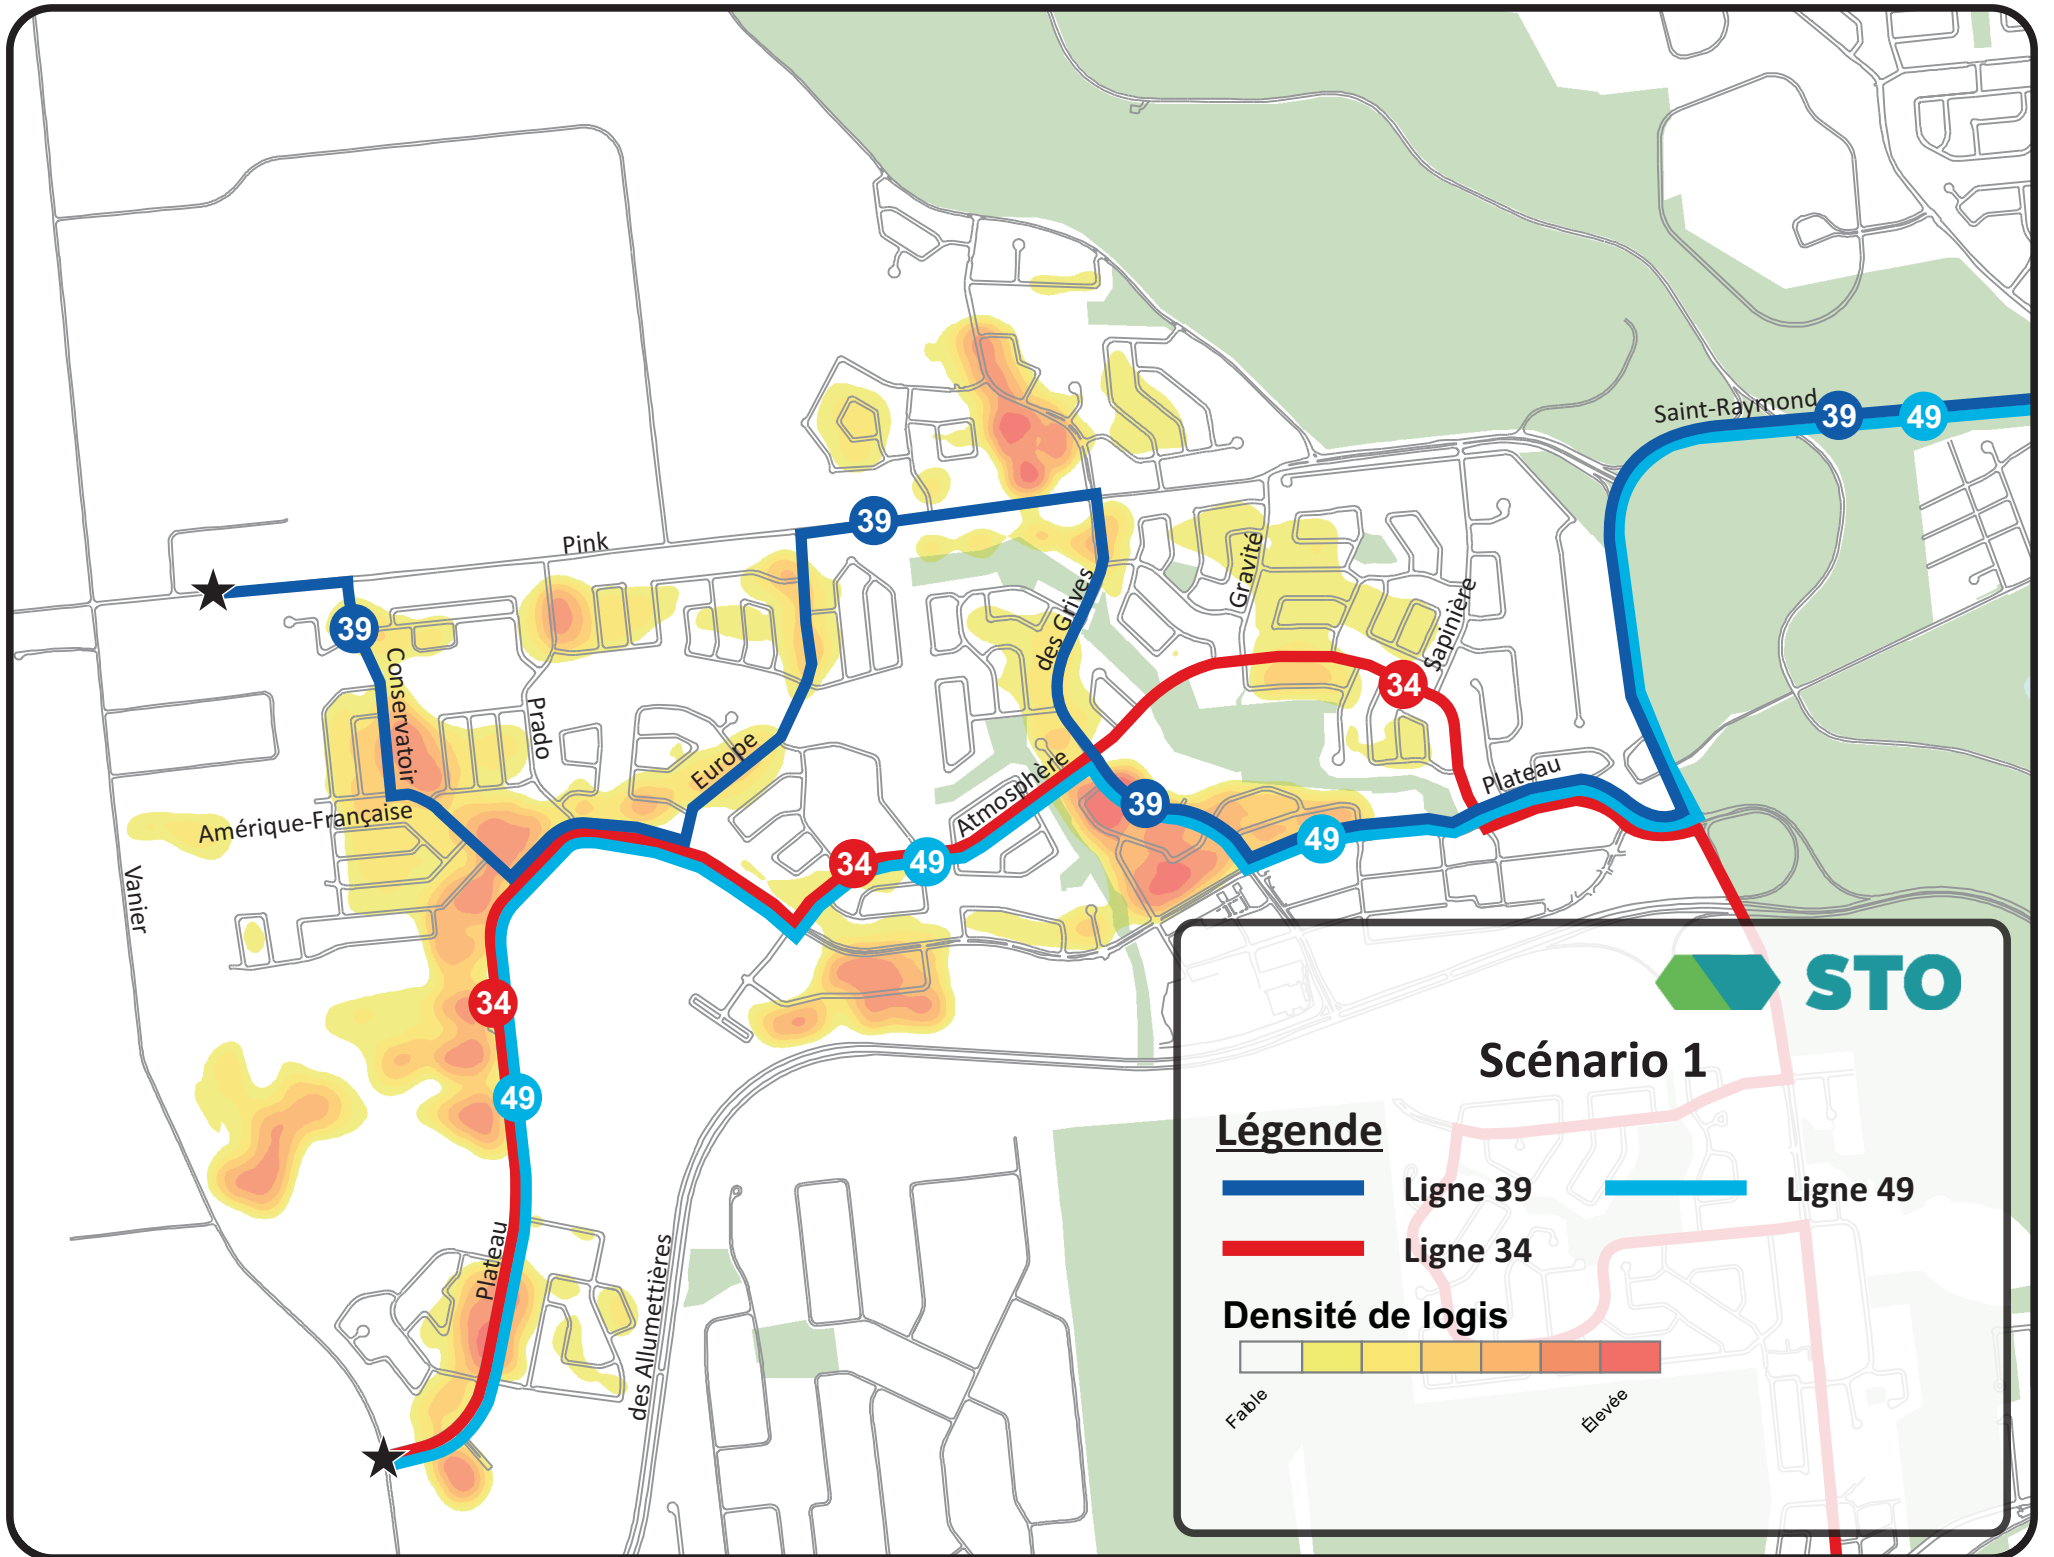 Saint-Raymond
39
49
39
Pink
Gravité
39
des Grives
Sapinière
Conservatoir
34
Prado
Europe
Plateau
39
Atmosphère
Amérique-Française
49
34
49
Vanier
34
49
Plateau
des Allumettières
STO
Scénario 1
Légende
Ligne 39
Ligne 49
Ligne 34
Densité de logis
Faible
Élevée